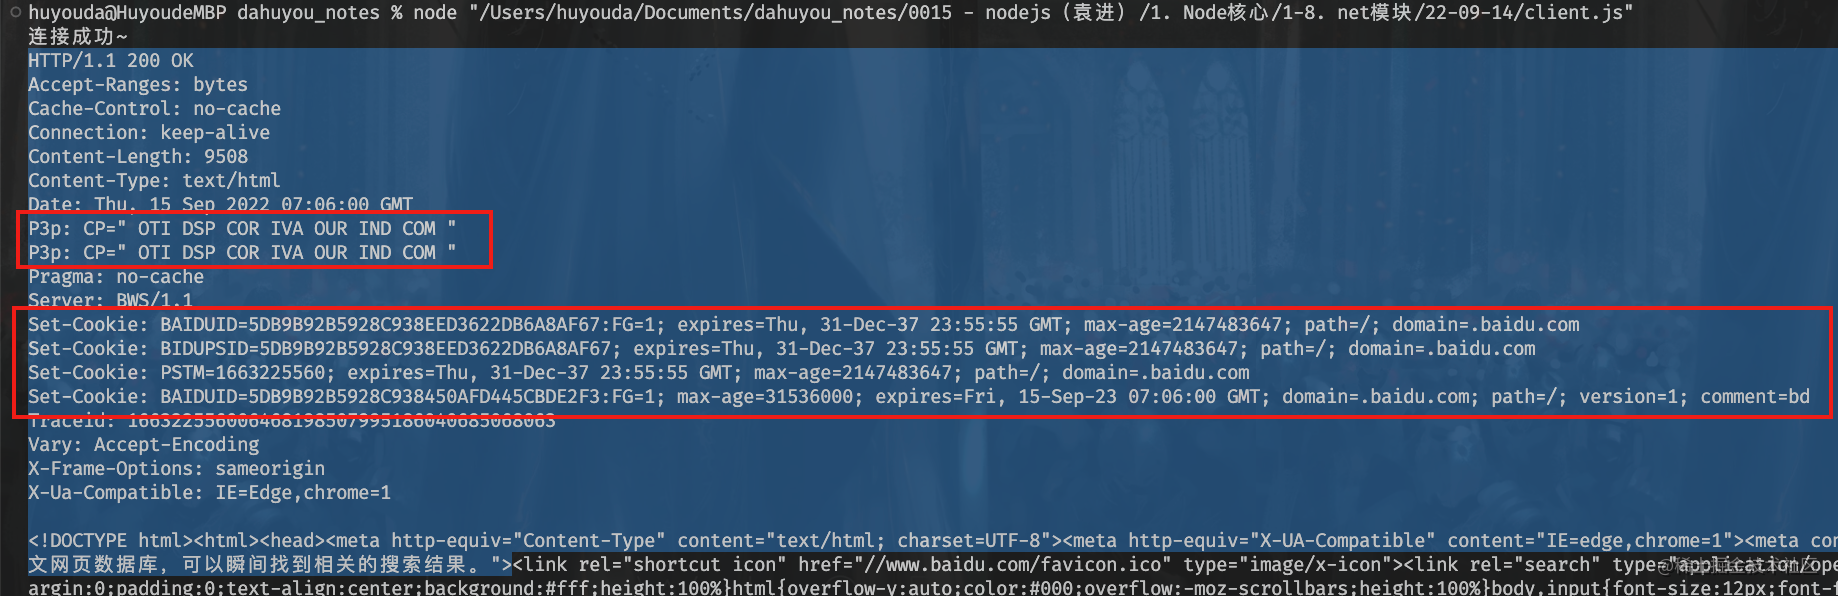 huyouda@HuyoudeMBP dahuyou_notes % node "/Users/huyouda/Documents/dahuyou_notes/0015 - nodejs（袁进）/1. Node核心/1-8. net模块/22-09-14/client.js"
连接成功~
HTTP/1.1 200 OK
Accept-Ranges: bytes
Cache-Control: no-cache
Connection: keep-alive
Content-Length: 9508
Content-Type: text/html
Date: Thu, 15 Sep 2022 07:06:00 GMT
P3p: CP=" OTI DSP COR IVA OUR IND COM "
P3p: CP=" OTI DSP COR IVA OUR IND COM "
Pragma: no-cache
Server: BWS/1.1
Set-Cookie: BAIDUID=5DB9B92B5928C938EED3622DB6A8AF67:FG=1; expires=Thu, 31-Dec-37 23:55:55 GMT; max-age=2147483647; path=/; domain=.baidu.com
Set-Cookie: BIDUPSID=5DB9B92B5928C938EED3622DB6A8AF67; expires=Thu, 31-Dec-37 23:55:55 GMT; max-age=2147483647; path=/; domain=.baidu.com
Set-Cookie: PSTM=1663225560; expires=Thu, 31-Dec-37 23:55:55 GMT; max-age=2147483647; path=/; domain=.baidu.com
Set-Cookie: BAIDUID=5DB9B92B5928C938450AFD445CBDE2F3:FG=1; max-age=31536000; expires=Fri, 15-Sep-23 07:06:00 GMT; domain=.baidu.com; path=/; version=1; comment=bd
Traceid: 1663225560064681985079951860406850680​63
Vary: Accept-Encoding
X-Frame-Options: sameorigin
X-Ua-Compatible: IE=Edge,chrome=1
<!DOCTYPE html><html><head><meta http-equiv="Content-Type" content="text/html; charset=UTF-8"><meta http-equiv="X-UA-Compatible" content="IE=edge,chrome=1"><meta con
文网页数据库，可以瞬间找到相关的搜索结果。"><link rel="shortcut icon" href="//www.baidu.com/favicon.ico" type="image/x-icon"><link rel="search" type="application/ope
argin:0;padding:0;text-align:center;background:#fff;height:100%}html{overflow-y:auto;color:#000;overflow:-moz-scrollbars;height:100%}body,input{font-size:12px;font-f
@稀土掘金技术社区